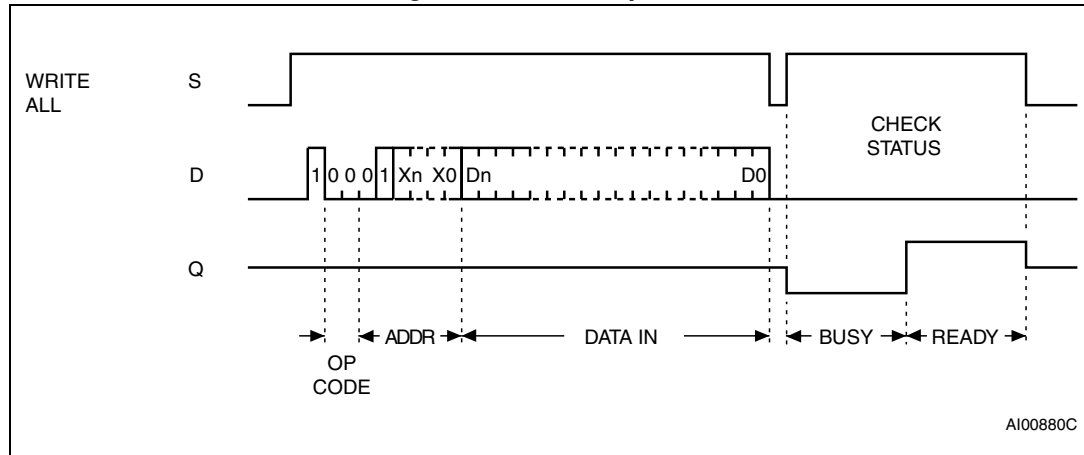 WRITE
ALL
S
CHECK
STATUS
D
1 0 0 0 1 Xn X0 Dn D0
Q
ADDR DATA IN BUSY READY
OP
CODE
AI00880C